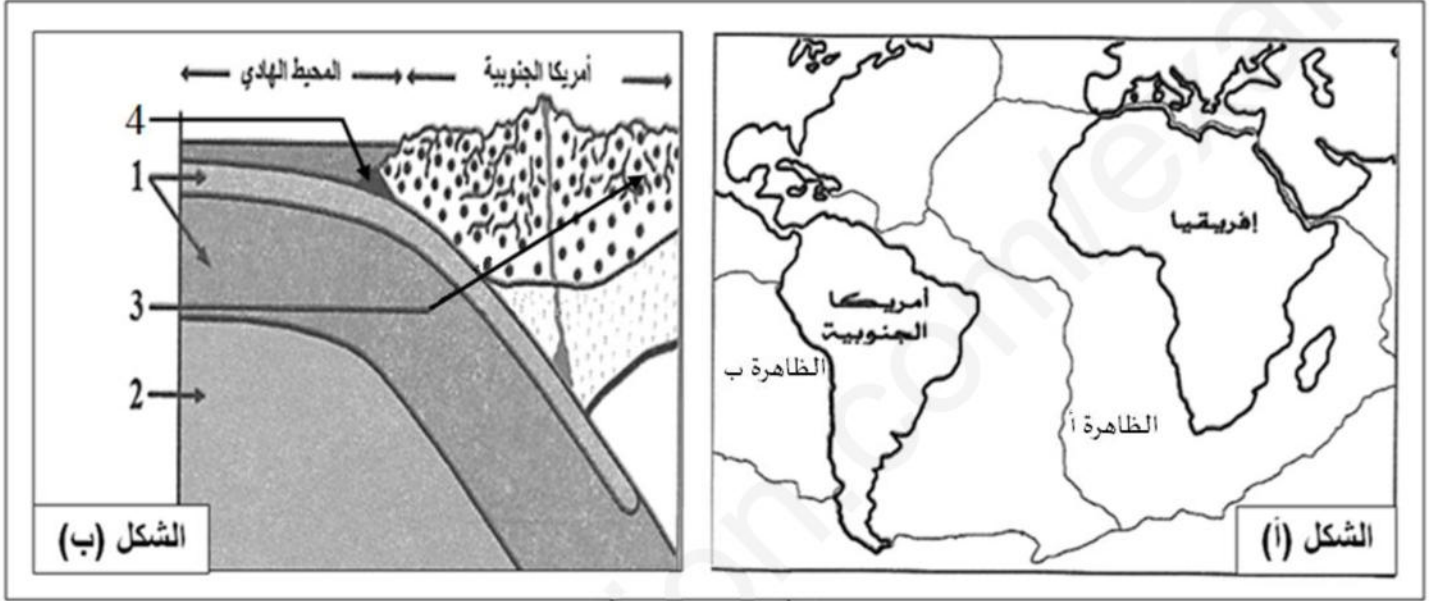 أمريكا الجنوبية
المحيط الهادي
4
1
3
2
الشكل (ب)
إفريقيا
أمريكا
الجنوبية
الظاهرة ب
الظاهرة أ
الشكل (أ)